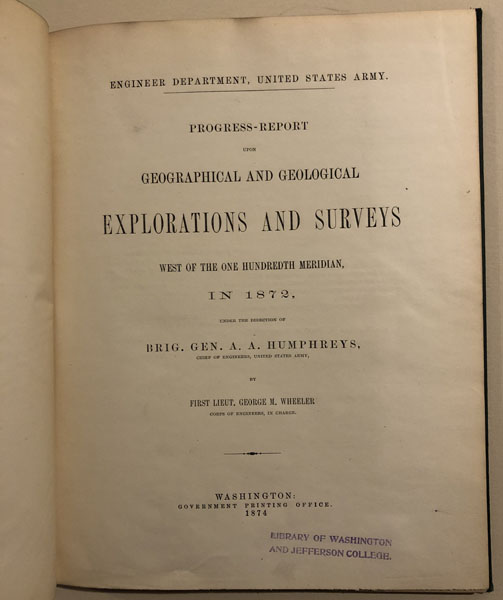 ENGINEER DEPARTMENT, UNITED STATES ARMY.
PROGRESS-REPORT
UPON
GEOGRAPHICAL AND GEOLOGICAL
EXPLORATIONS AND SURVEYS
WEST OF THE ONE HUNDREDTH MERIDIAN,
IN 1872,
UNDER THE DIRECTION OF
BRIG. GEN. A. A. HUMPHREYS,
CHIEF OF ENGINEERS, UNITED STATES ARMY,
BY
FIRST LIEUT. GEORGE M. WHEELER
CORPS OF ENGINEERS, IN CHARGE.
WASHINGTON:
GOVERNMENT PRINTING OFFICE.
1874
LIBRARY OF WASHINGTON
AND JEFFERSON COLLEGE.